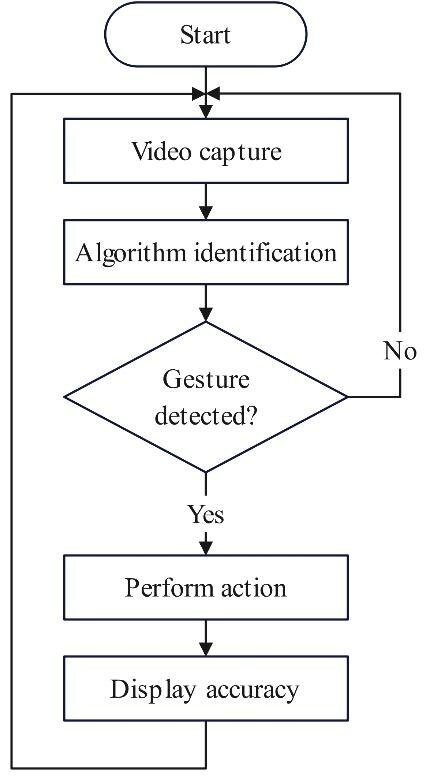 Start
Video capture
Algorithm identification
Gesture
detected?
No
Yes
Perform action
Display accuracy